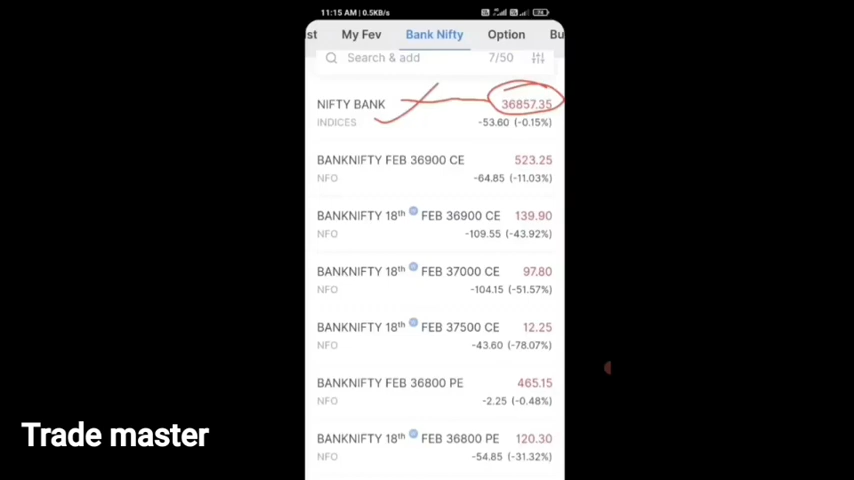 11:15 AM | 0.5KB/s
st My Fev Bank Nifty Option Bu
Search & add 7/50
NIFTY BANK 36857.35
INDICES -53.60 (-0.15%)
BANKNIFTY FEB 36900 CE 523.25
NFO -64.85 (-11.03%)
BANKNIFTY 18th FEB 36900 CE 139.90
NFO -109.55 (-43.92%)
BANKNIFTY 18th FEB 37000 CE 97.80
NFO -104.15 (-51.57%)
BANKNIFTY 18th FEB 37500 CE 12.25
NFO -43.60 (-78.07%)
BANKNIFTY FEB 36800 PE 465.15
NFO -2.25 (-0.48%)
BANKNIFTY 18th FEB 36800 PE 120.30
NFO -54.85 (-31.32%)
Trade master